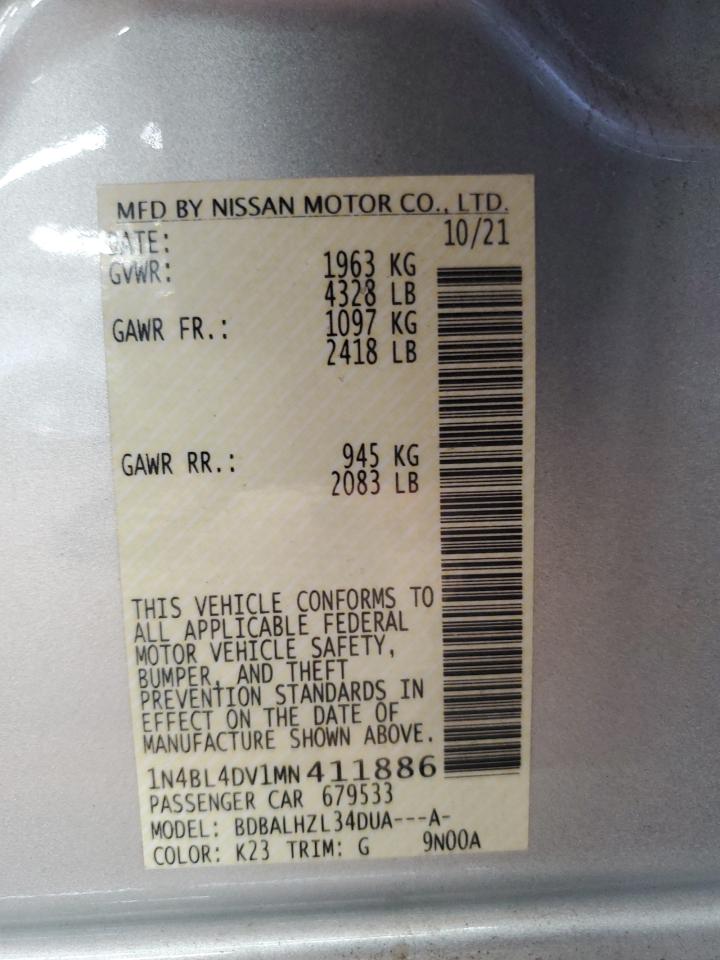 MFD BY NISSAN MOTOR CO., LTD.
DATE: 10/21
GVWR: 1963 KG
4328 LB
GAWR FR.: 1097 KG
2418 LB
GAWR RR.: 945 KG
2083 LB
THIS VEHICLE CONFORMS TO
ALL APPLICABLE FEDERAL
MOTOR VEHICLE SAFETY,
BUMPER, AND THEFT
PREVENTION STANDARDS IN
EFFECT ON THE DATE OF
MANUFACTURE SHOWN ABOVE.
1N4BL4DV1MN411886
PASSENGER CAR 679533
MODEL: BDBALHZL34DUA---A-
COLOR: K23 TRIM: G 9N00A